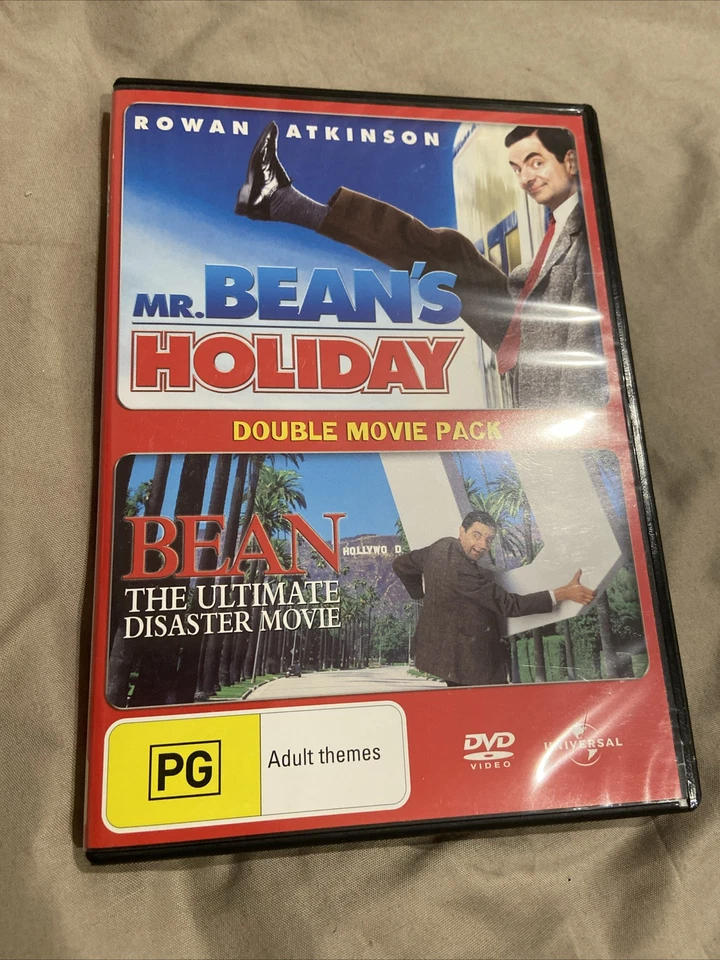 ROWAN ATKINSON
MR. BEAN'S
HOLIDAY
DOUBLE MOVIE PACK
BEAN
HOLLYWO D
THE ULTIMATE
DISASTER MOVIE
PG
Adult themes
DVD
VIDEO
UNIVERSAL